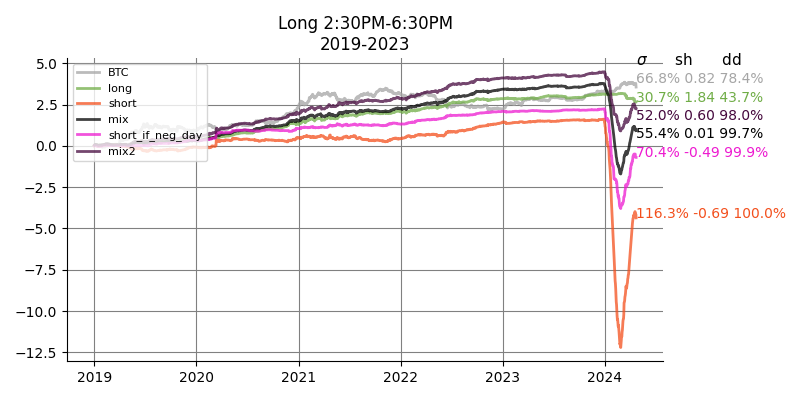 Long 2:30PM-6:30PM
2019-2023
σ sh dd
5.0
2.5
0.0
−2.5
−5.0
−7.5
−10.0
−12.5
BTC
long
short
mix
short_if_neg_day
mix2
66.8% 0.82 78.4%
30.7% 1.84 43.7%
52.0% 0.60 98.0%
55.4% 0.01 99.7%
70.4% -0.49 99.9%
116.3% -0.69 100.0%
2019 2020 2021 2022 2023 2024